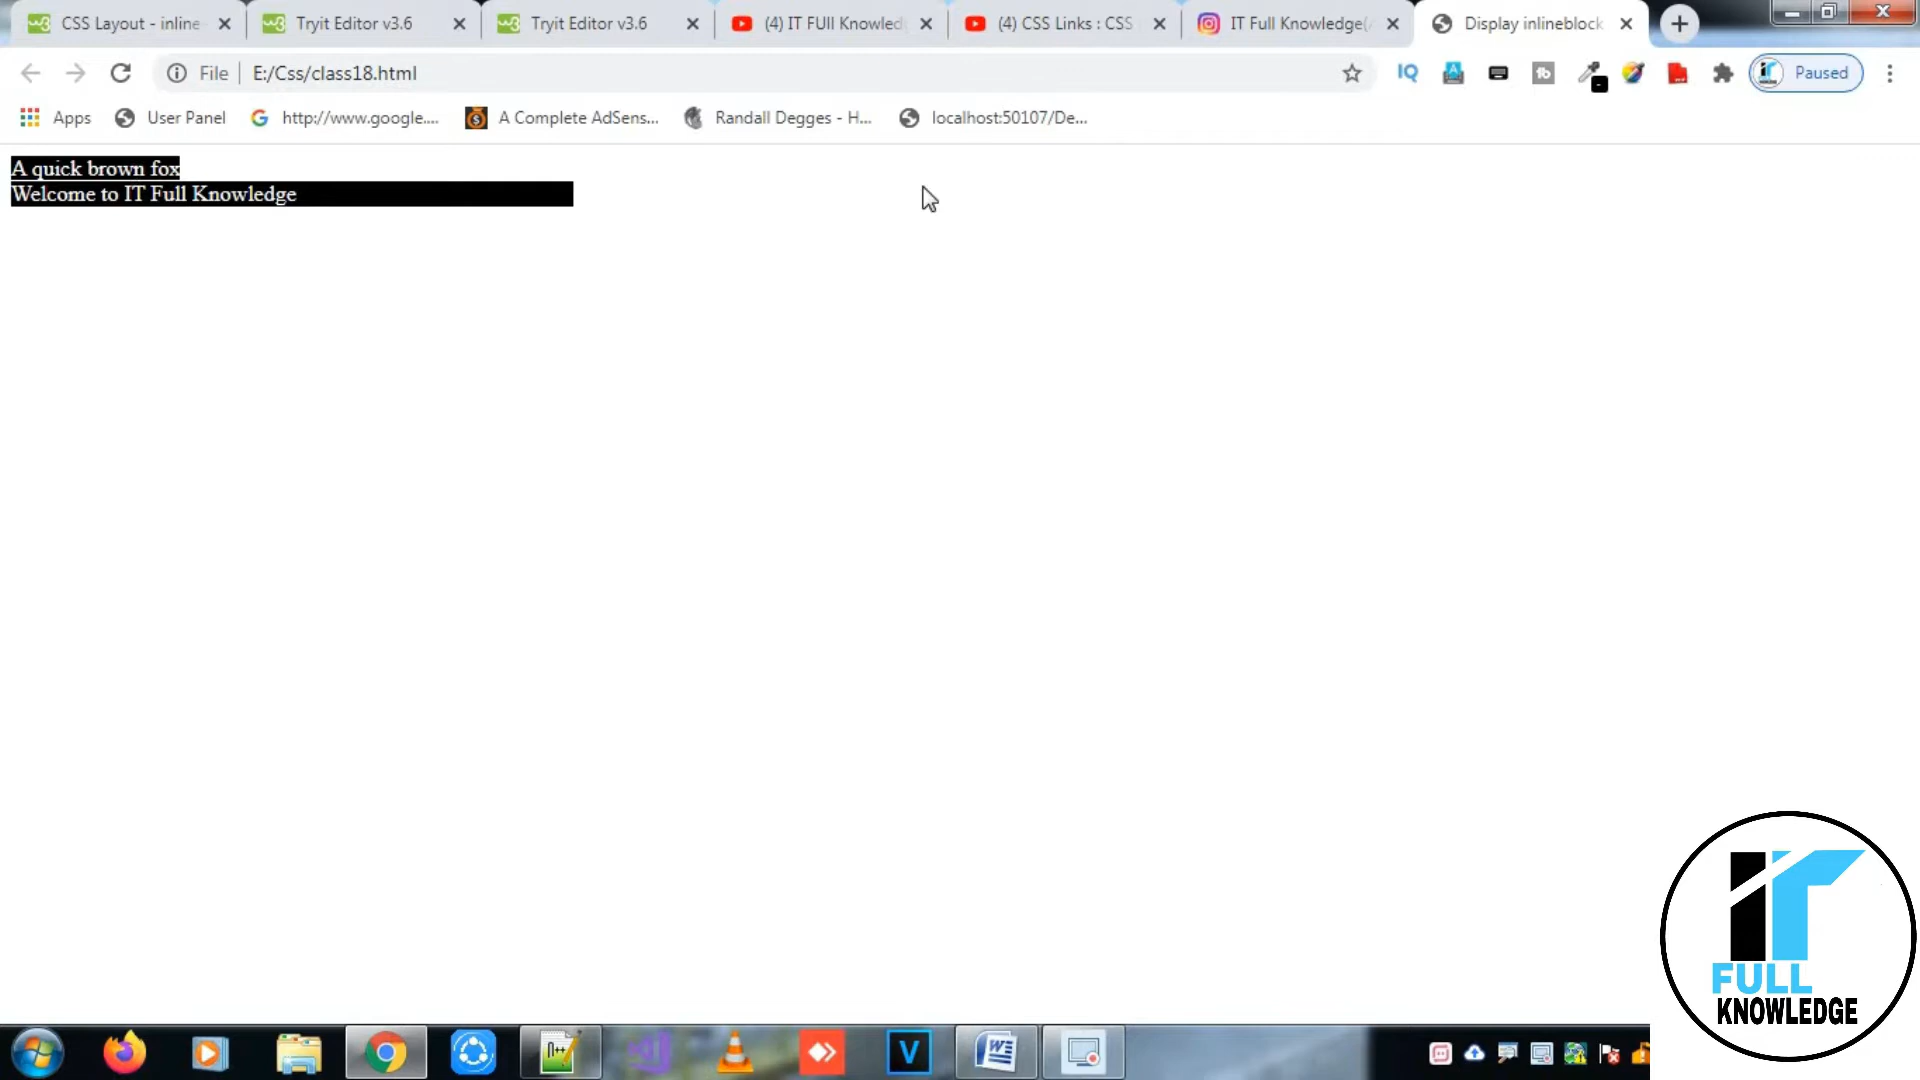 CSS Layout - inline
Tryit Editor v3.6
Tryit Editor v3.6
(4) IT FUll Knowled
(4) CSS Links : CSS
IT Full Knowledge(
Display inlineblock
File
E:/Css/class18.html
IQ
Paused
Apps
User Panel
http://www.google....
A Complete AdSens...
Randall Degges - H...
localhost:50107/De...
A quick brown fox
Welcome to IT Full Knowledge
IT
FULL
KNOWLEDGE